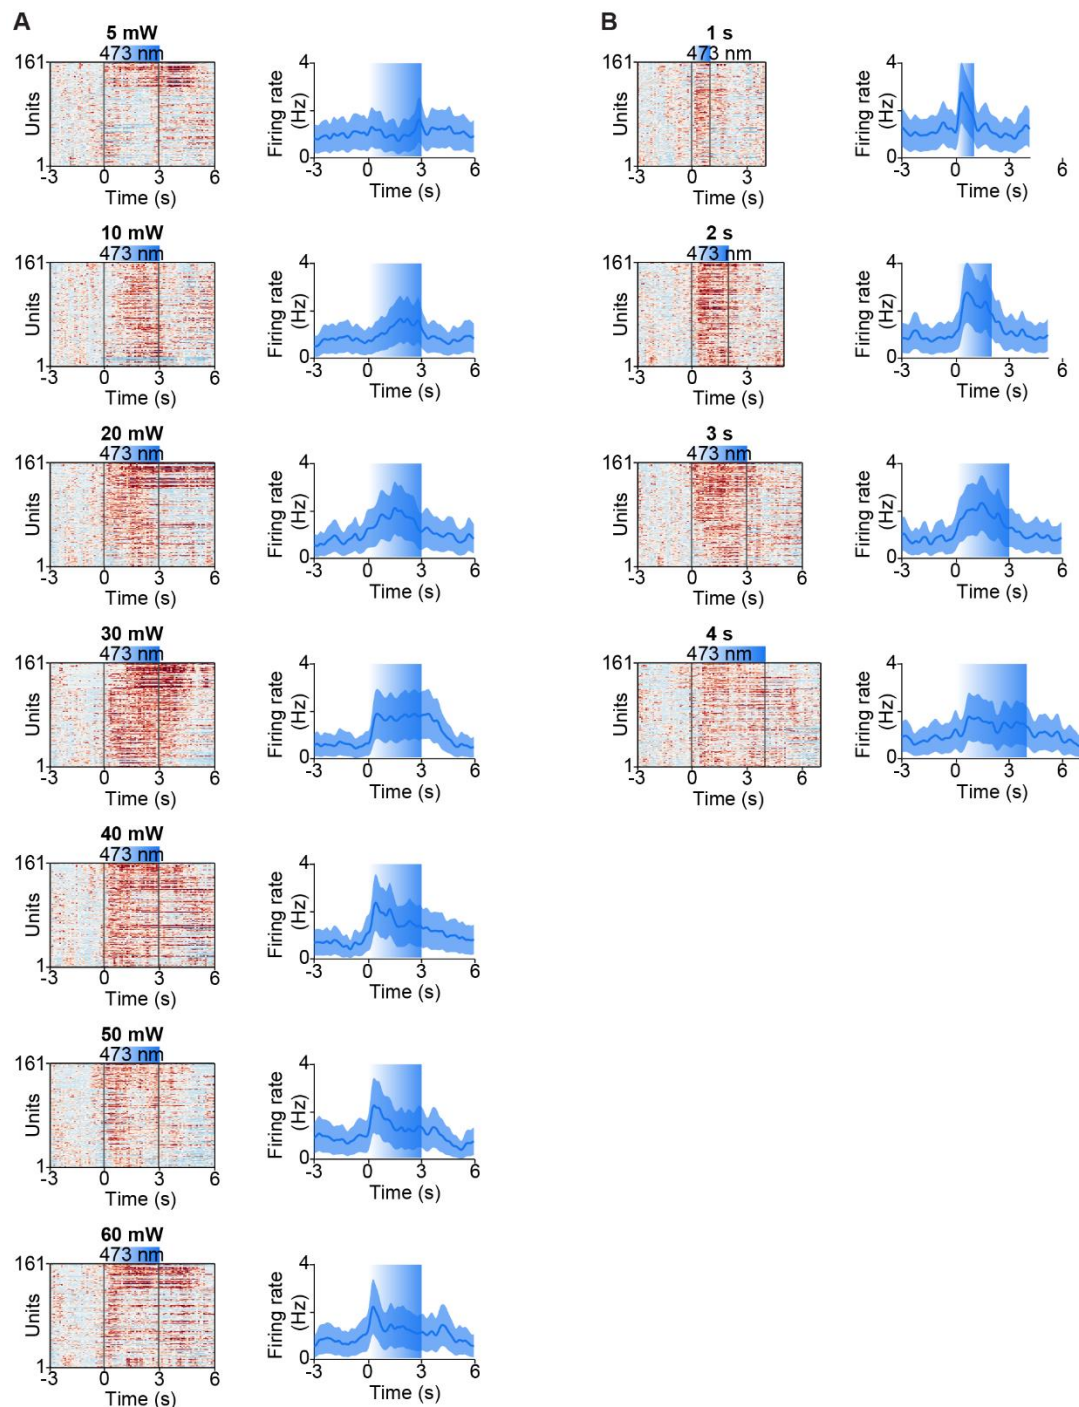 A
B
5 mW
473 nm
161
Units
1
-3 0 3 6
Time (s)
4
2
0
Firing rate
(Hz)
-3 0 3 6
Time (s)
1 s
473 nm
161
Units
1
-3 0 3 6
Time (s)
4
2
0
Firing rate
(Hz)
-3 0 3 6
Time (s)
10 mW
473 nm
161
Units
1
-3 0 3 6
Time (s)
4
2
0
Firing rate
(Hz)
-3 0 3 6
Time (s)
2 s
473 nm
161
Units
1
-3 0 3 6
Time (s)
4
2
0
Firing rate
(Hz)
-3 0 3 6
Time (s)
20 mW
473 nm
161
Units
1
-3 0 3 6
Time (s)
4
2
0
Firing rate
(Hz)
-3 0 3 6
Time (s)
3 s
473 nm
161
Units
1
-3 0 3 6
Time (s)
4
2
0
Firing rate
(Hz)
-3 0 3 6
Time (s)
30 mW
473 nm
161
Units
1
-3 0 3 6
Time (s)
4
2
0
Firing rate
(Hz)
-3 0 3 6
Time (s)
4 s
473 nm
161
Units
1
-3 0 3 6
Time (s)
4
2
0
Firing rate
(Hz)
-3 0 3 6
Time (s)
40 mW
473 nm
161
Units
1
-3 0 3 6
Time (s)
4
2
0
Firing rate
(Hz)
-3 0 3 6
Time (s)
50 mW
473 nm
161
Units
1
-3 0 3 6
Time (s)
4
2
0
Firing rate
(Hz)
-3 0 3 6
Time (s)
60 mW
473 nm
161
Units
1
-3 0 3 6
Time (s)
4
2
0
Firing rate
(Hz)
-3 0 3 6
Time (s)